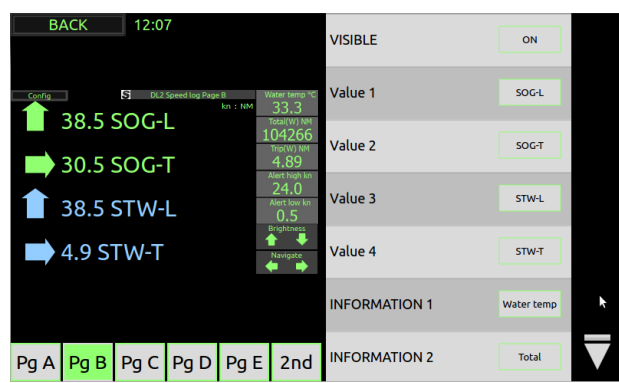 BACK 12:07
Config
S DL2 Speed log Page B
kn : NM
38.5 SOG-L
30.5 SOG-T
38.5 STW-L
4.9 STW-T
Water temp °C
33.3
Total(W) NM
104266
Trip(W) NM
4.89
Alert high kn
24.0
Alert low kn
0.5
Brightness
Navigate
Pg A Pg B Pg C Pg D Pg E 2nd
VISIBLE ON
Value 1 SOG-L
Value 2 SOG-T
Value 3 STW-L
Value 4 STW-T
INFORMATION 1 Water temp
INFORMATION 2 Total